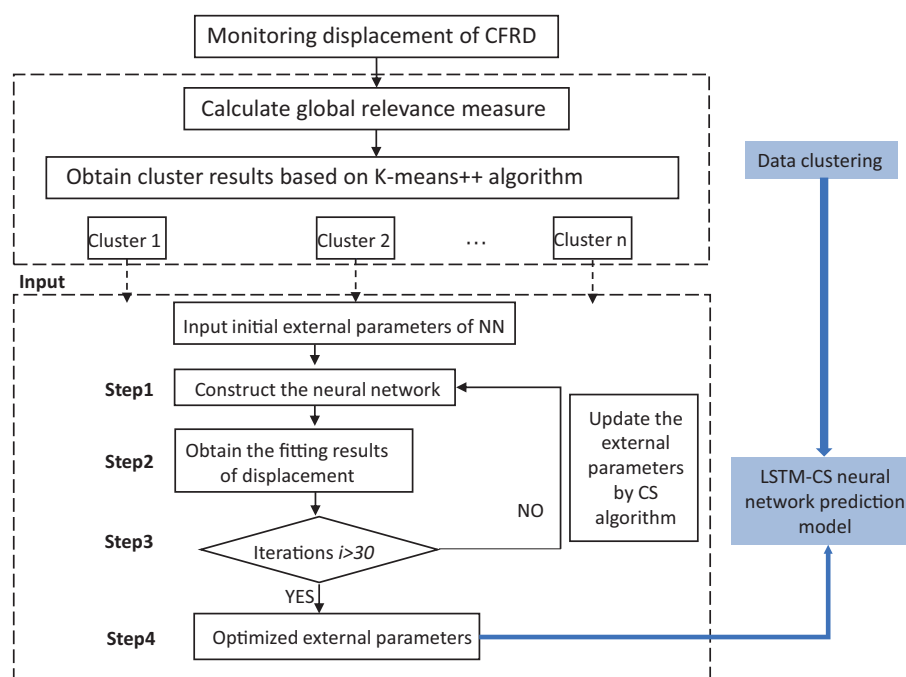 Monitoring displacement of CFRD
Calculate global relevance measure
Obtain cluster results based on K-means++ algorithm
Cluster 1
Cluster 2
...
Cluster n
Input
Input initial external parameters of NN
Step1
Construct the neural network
Step2
Obtain the fitting results
of displacement
Step3
Iterations i>30
NO
YES
Update the
external
parameters
by CS
algorithm
Step4
Optimized external parameters
Data clustering
LSTM-CS neural
network prediction
model